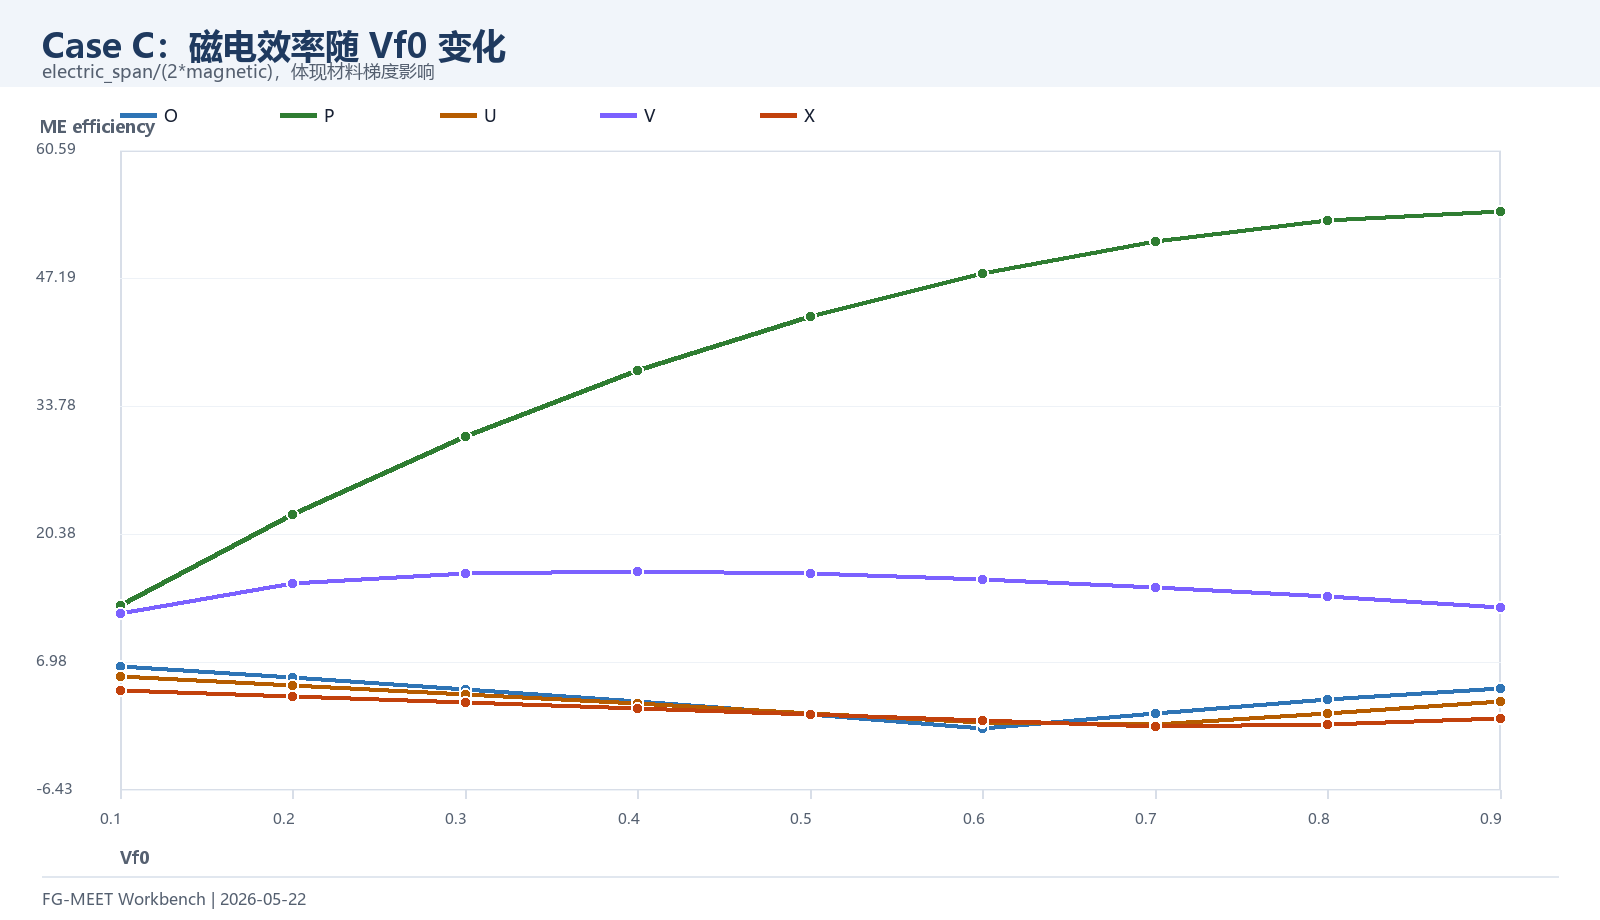 Case C：磁电效率随 Vf0 变化
electric_span/(2*magnetic)，体现材料梯度影响
O P U V X
ME efficiency
60.59
47.19
33.78
20.38
6.98
-6.43
0.1 0.2 0.3 0.4 0.5 0.6 0.7 0.8 0.9
Vf0
FG-MEET Workbench | 2026-05-22